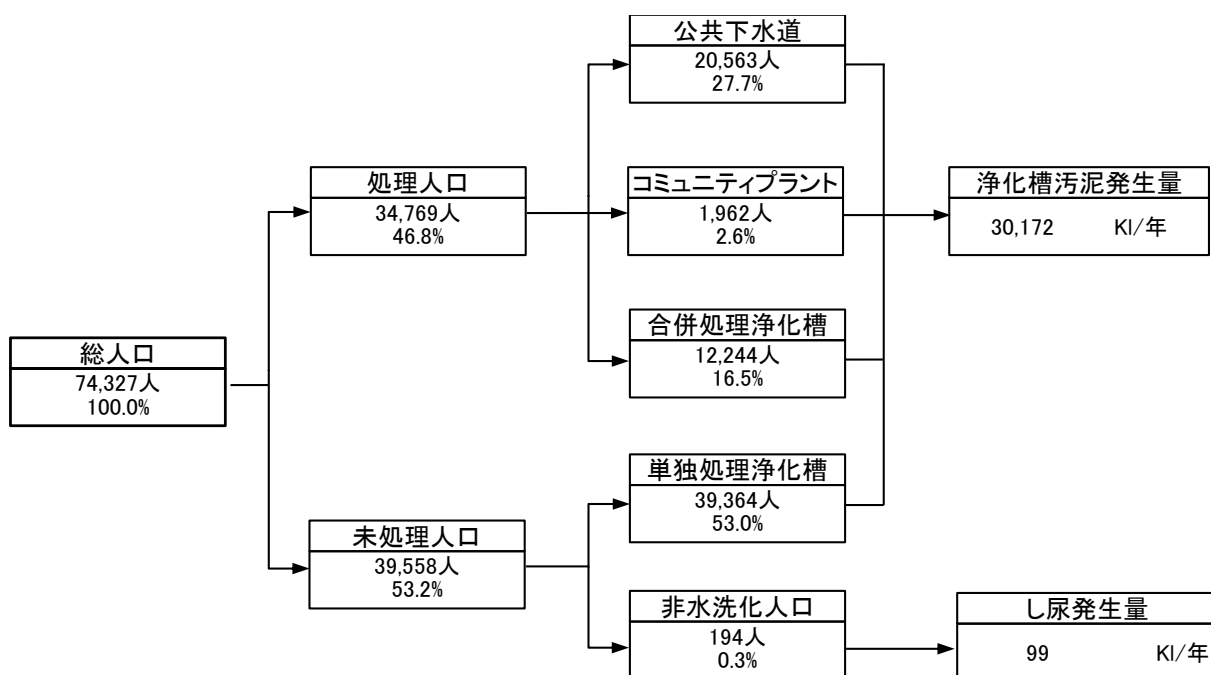 公共下水道
20,563人
27.7%
処理人口
34,769人
46.8%
コミュニティプラント
1,962人
2.6%
浄化槽汚泥発生量
30,172 Kl/年
合併処理浄化槽
12,244人
16.5%
総人口
74,327人
100.0%
単独処理浄化槽
39,364人
53.0%
未処理人口
39,558人
53.2%
非水洗化人口
194人
0.3%
し尿発生量
99 Kl/年